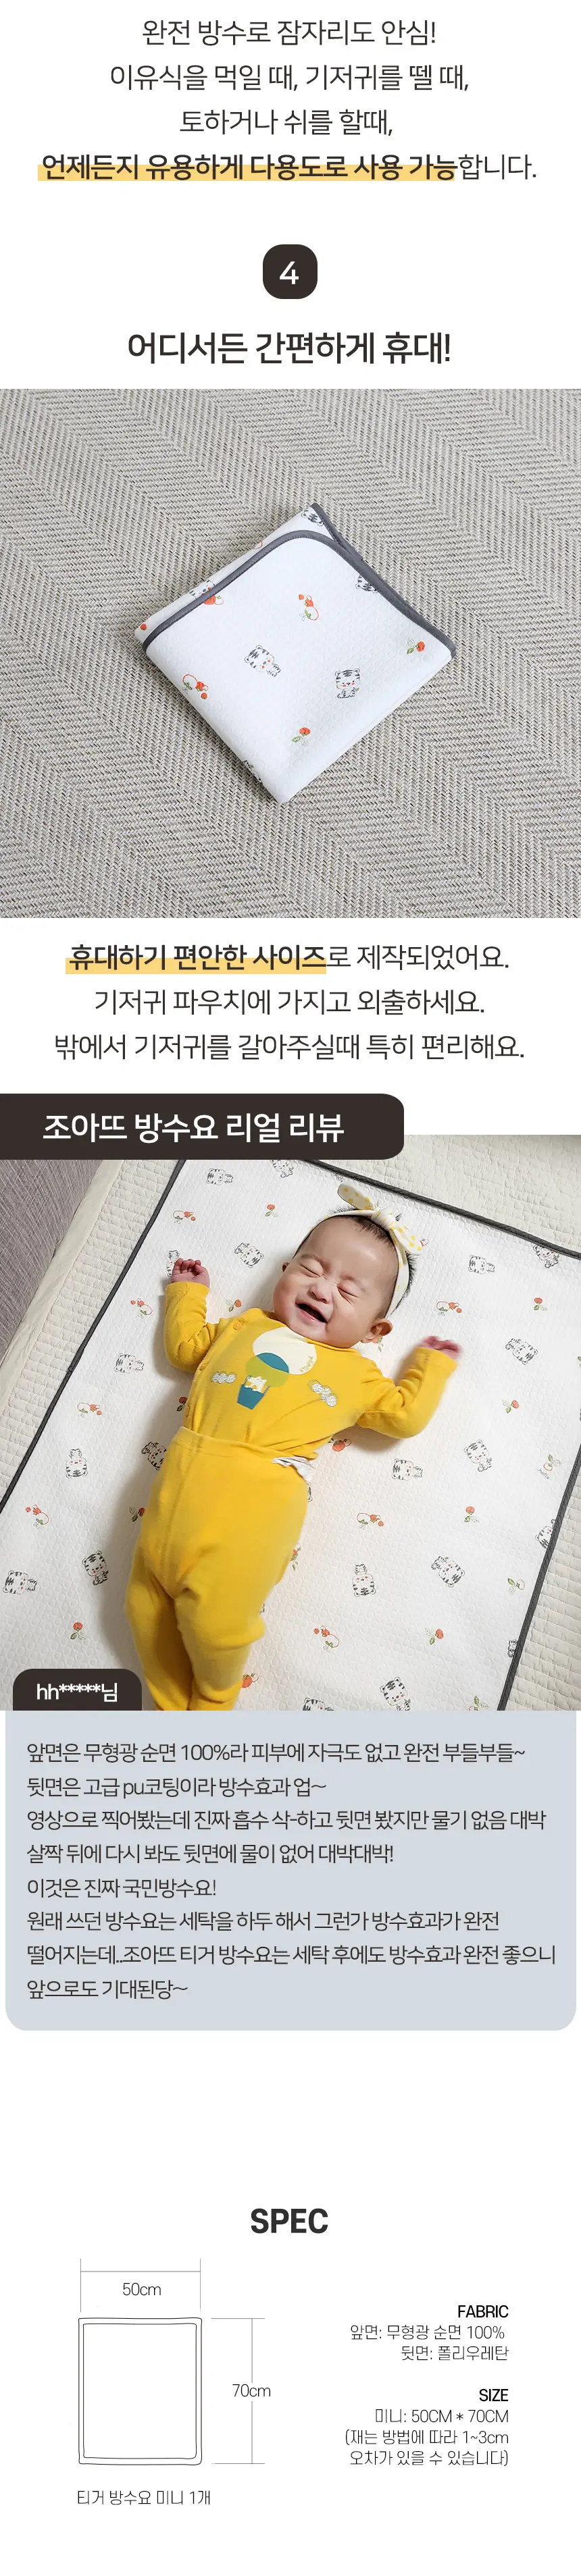 완전 방수로 잠자리도 안심!
이유식을 먹일 때, 기저귀를 뗄 때,
토하거나 쉬를 할때,
언제든지 유용하게 다용도로 사용 가능합니다.
4
어디서든 간편하게 휴대!
휴대하기 편안한 사이즈로 제작되었어요.
기저귀 파우치에 가지고 외출하세요.
밖에서 기저귀를 갈아주실때 특히 편리해요.
조아뜨 방수요 리얼 리뷰
hh*****님
앞면은 무형광 순면 100%라 피부에 자극도 없고 완전 부들부들~
뒷면은 고급 pu코팅이라 방수효과 업~
영상으로 찍어봤는데 진짜 흡수 삭-하고 뒷면 봤지만 물기 없음 대박
살짝 뒤에 다시 봐도 뒷면에 물이 없어 대박대박!
이것은 진짜 국민방수요!
원래 쓰던 방수요는 세탁을 하두 해서 그런가 방수효과가 완전
떨어지는데..조아뜨 티거 방수요는 세탁 후에도 방수효과 완전 좋으니
앞으로도 기대된당~
SPEC
50cm
70cm
티거 방수요 미니 1개
FABRIC
앞면: 무형광 순면 100%
뒷면: 폴리우레탄
SIZE
미니: 50CM * 70CM
(재는 방법에 따라 1~3cm
오차가 있을 수 있습니다)